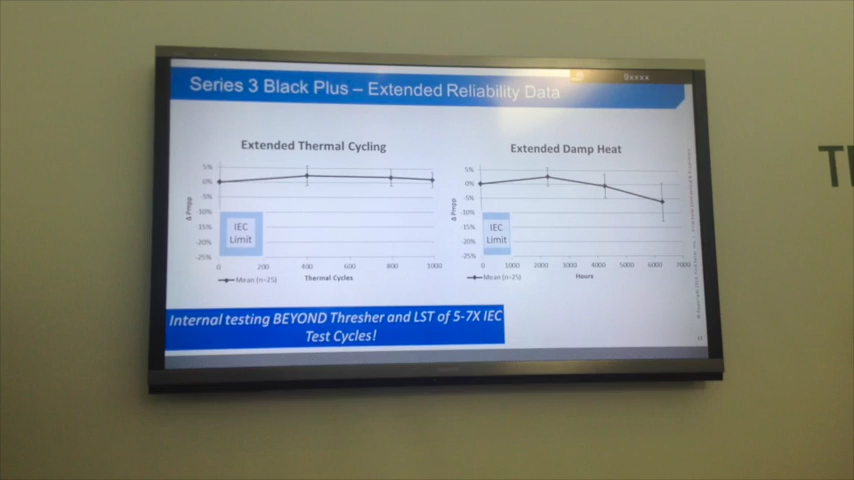 9xxxx
Series 3 Black Plus – Extended Reliability Data
Extended Thermal Cycling
5%
0%
-5%
-10%
-15%
-20%
-25%
Δ Pmpp
IEC
Limit
0 200 400 600 800 1000
Mean (n=25)
Thermal Cycles
Extended Damp Heat
5%
0%
-5%
-10%
-15%
-20%
-25%
Δ Pmpp
IEC
Limit
0 1000 2000 3000 4000 5000 6000 7000
Mean (n=25)
Hours
Internal testing BEYOND Thresher and LST of 5-7X IEC
Test Cycles!